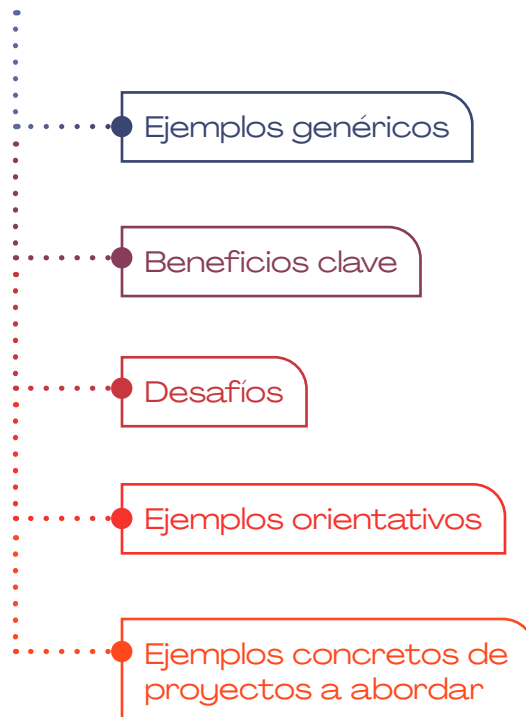 Ejemplos genéricos
Beneficios clave
Desafíos
Ejemplos orientativos
Ejemplos concretos de
proyectos a abordar